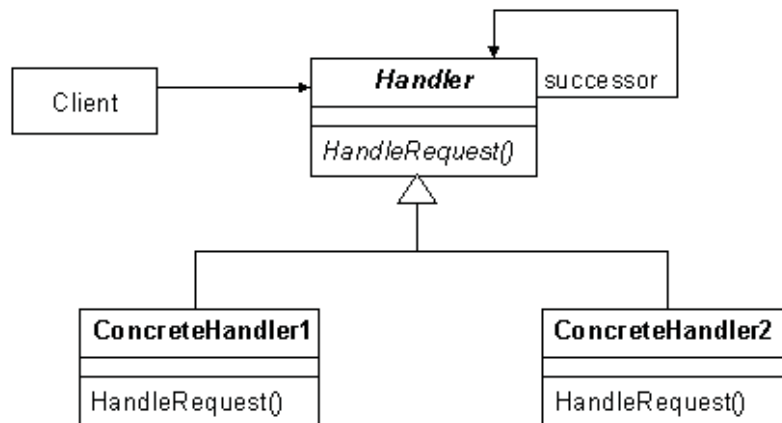 Client
Handler
successor
HandleRequest()
ConcreteHandler1
HandleRequest()
ConcreteHandler2
HandleRequest()